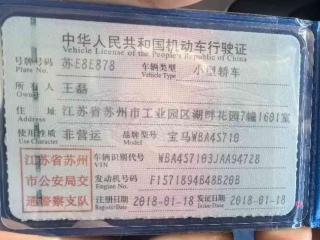 中华人民共和国机动车行驶证
Vehicle License of the People's Republic of China
号牌号码 苏E8E878 车辆类型 小型轿车
Plate No. Vehicle Type
所有人 王磊
Owner
住址 江苏省苏州市工业园区湖畔花园7幢1601室
Address
使用性质 非营运 品牌型号 宝马WBA4S710
Use Character Model
江苏省苏州市公安局交通警察支队
车辆识别代号 WBA4S7103JAA94728
VIN
发动机号码 F1571894B48B20B
Engine No.
注册日期 2018-01-18 发证日期 2018-01-18
Register Date Issue Date